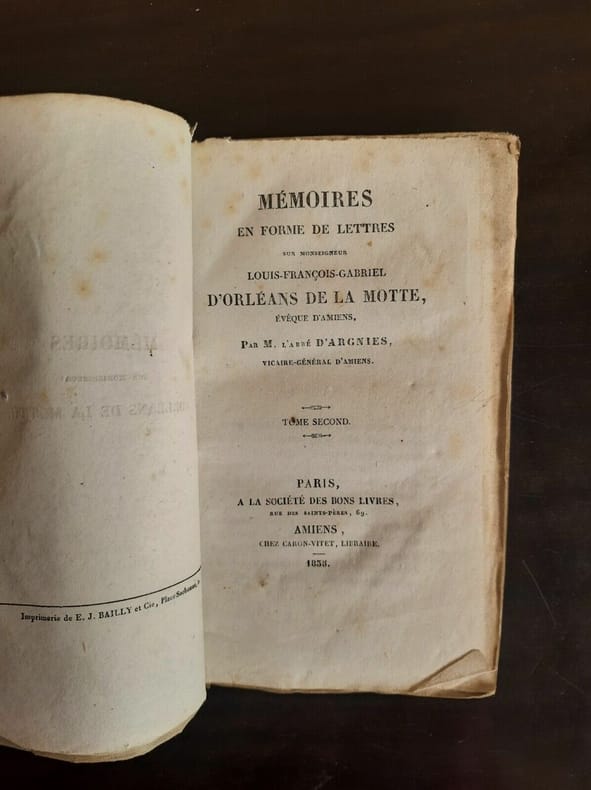 Imprimerie de E. J. BAILLY et Cie, Place Sorbonne,
MÉMOIRES
EN FORME DE LETTRES
SUR MONSEIGNEUR
LOUIS-FRANÇOIS-GABRIEL
D'ORLÉANS DE LA MOTTE,
ÉVÊQUE D'AMIENS,
PAR M. L'ABBÉ D'ARGNIES,
VICAIRE-GÉNÉRAL D'AMIENS.
TOME SECOND.
PARIS,
A LA SOCIÉTÉ DES BONS LIVRES,
RUE DES SAINTS-PÈRES, 69.
AMIENS,
CHEZ CARON-VITET, LIBRAIRE.
1838.